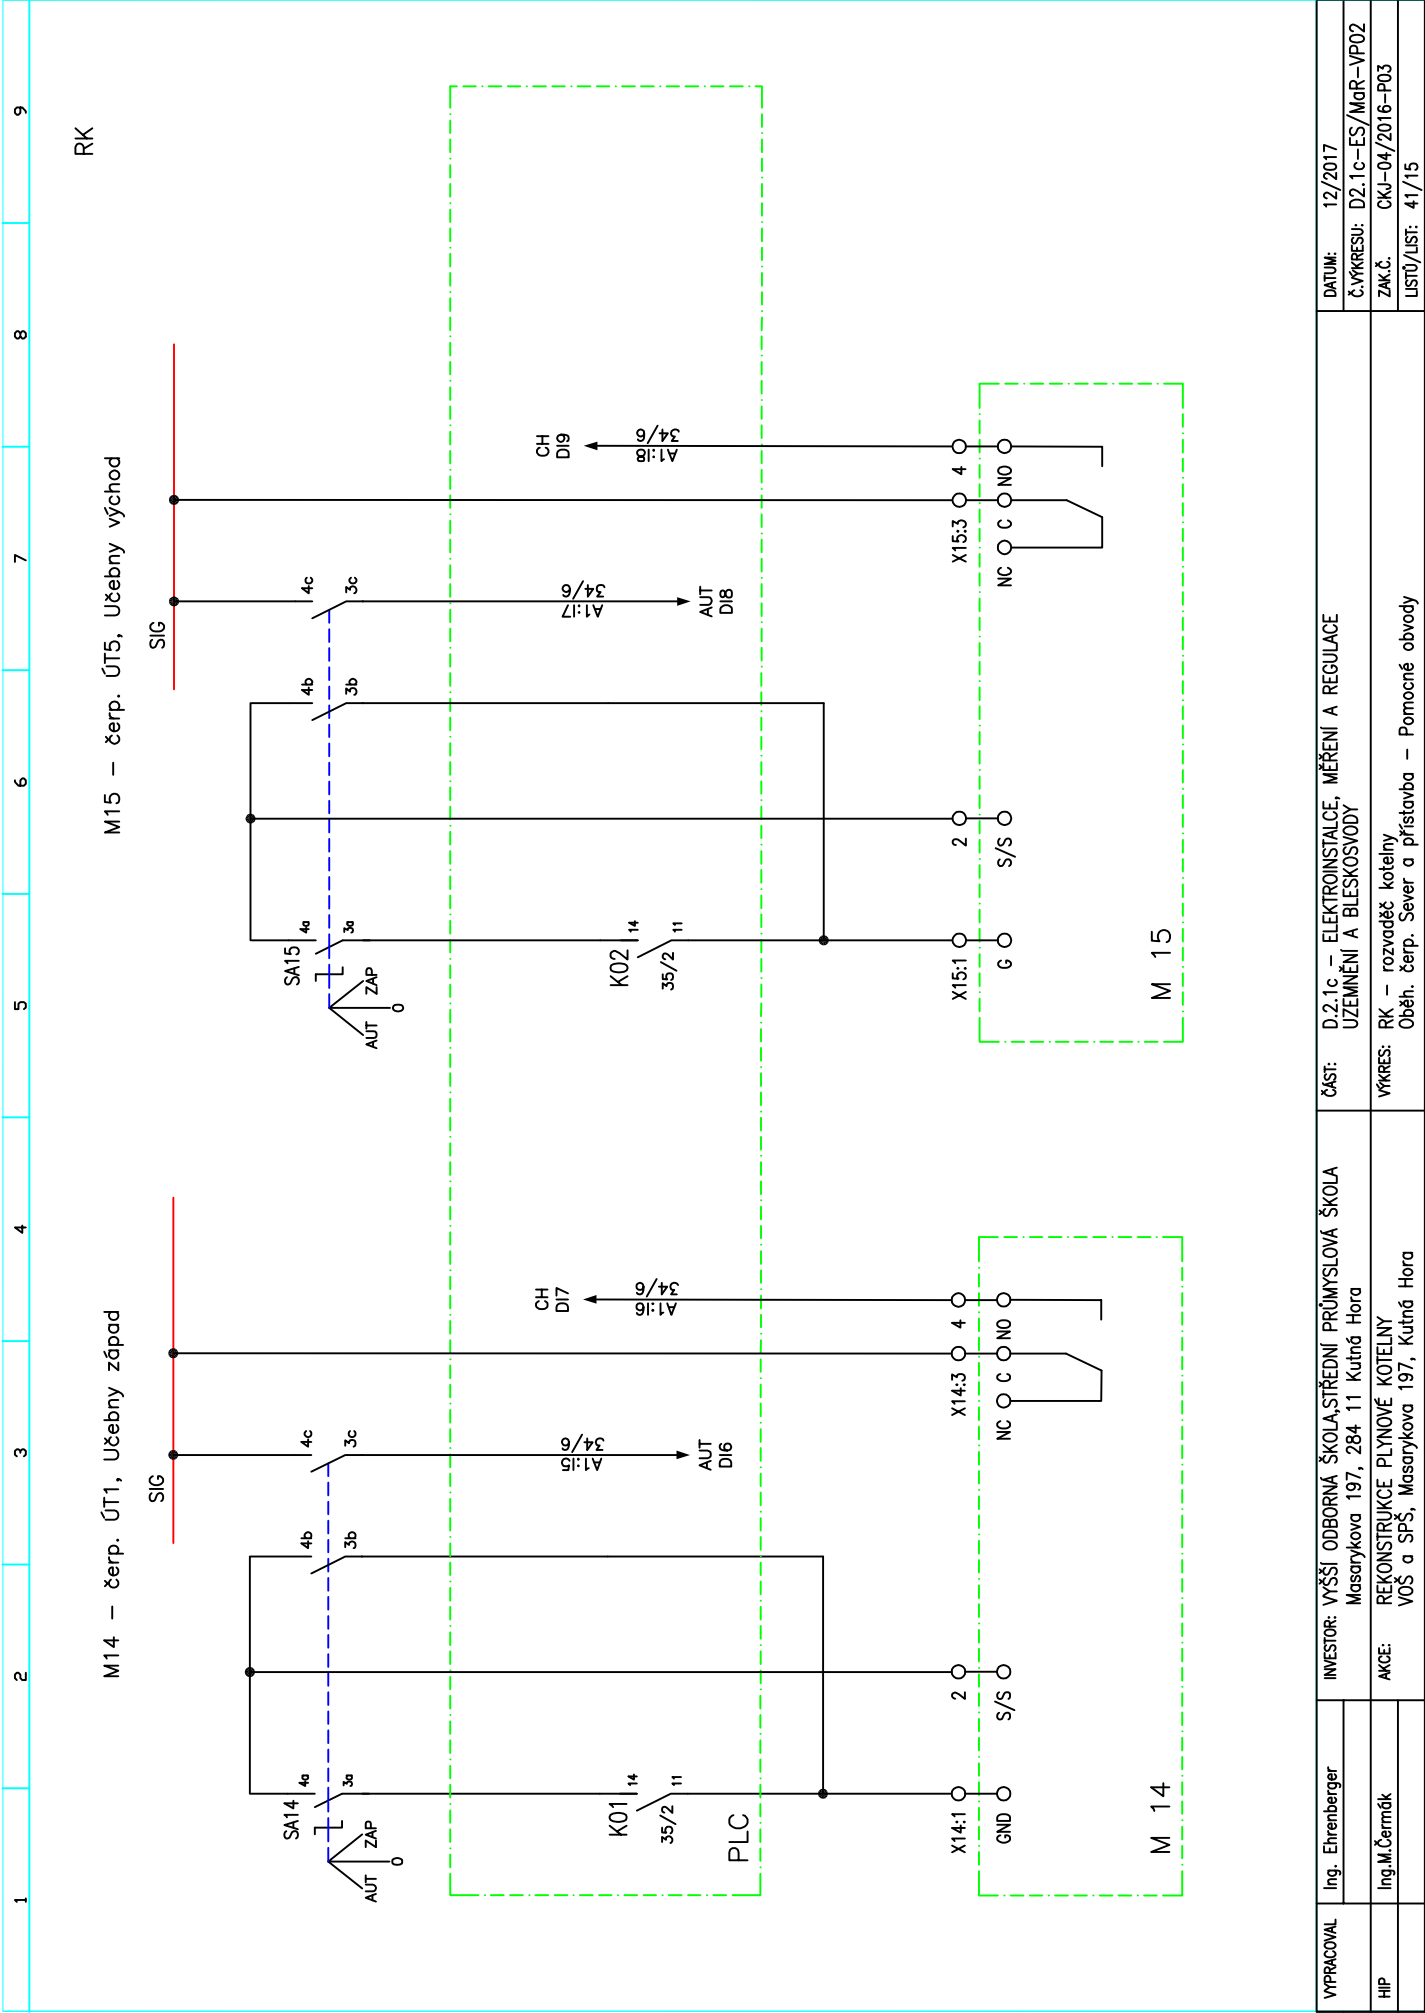 1 2 3 4 5 6 7 8 9
RK
M14 – čerp. ÚT1, Učebny západ
M15 – čerp. ÚT5, Učebny východ
SIG
SA14
4a
3a
4b
3b
4c
3c
AUT
ZAP
0
K01
14
11
35/2
PLC
A1:I5
34/6
AUT
DI6
CH
DI7
A1:I6
34/6
X14:1
2
X14:3
4
GND
S/S
NC
C
NO
M 14
SIG
SA15
4a
3a
4b
3b
4c
3c
AUT
ZAP
0
K02
14
11
35/2
A1:I7
34/6
AUT
DI8
CH
DI9
A1:I8
34/6
X15:1
2
X15:3
4
G
S/S
NC
C
NO
M 15
VYPRACOVAL Ing. Ehrenberger
HIP Ing.M.Čermák
INVESTOR: VYŠŠÍ ODBORNÁ ŠKOLA,STŘEDNÍ PRŮMYSLOVÁ ŠKOLA
Masarykova 197, 284 11 Kutná Hora
AKCE: REKONSTRUKCE PLYNOVÉ KOTELNY
VOŠ a SPŠ, Masarykova 197, Kutná Hora
ČÁST: D.2.1c – ELEKTROINSTALCE, MĚŘENÍ A REGULACE
UZEMNĚNÍ A BLESKOSVODY
VÝKRES: RK – rozvaděč kotelny
Oběh. čerp. Sever a přístavba – Pomocné obvody
DATUM: 12/2017
Č.VÝKRESU: D2.1c–ES/MaR–VP02
ZAK.Č. CKJ–04/2016–P03
LISTŮ/LIST: 41/15